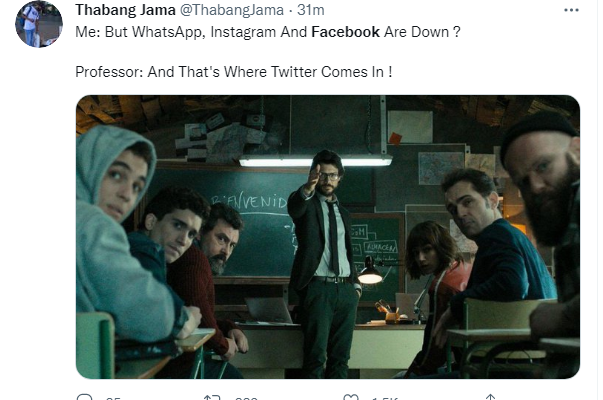 Thabang Jama @ThabangJama · 31m
Me: But WhatsApp, Instagram And Facebook Are Down ?
Professor: And That's Where Twitter Comes In !
BIENVENID